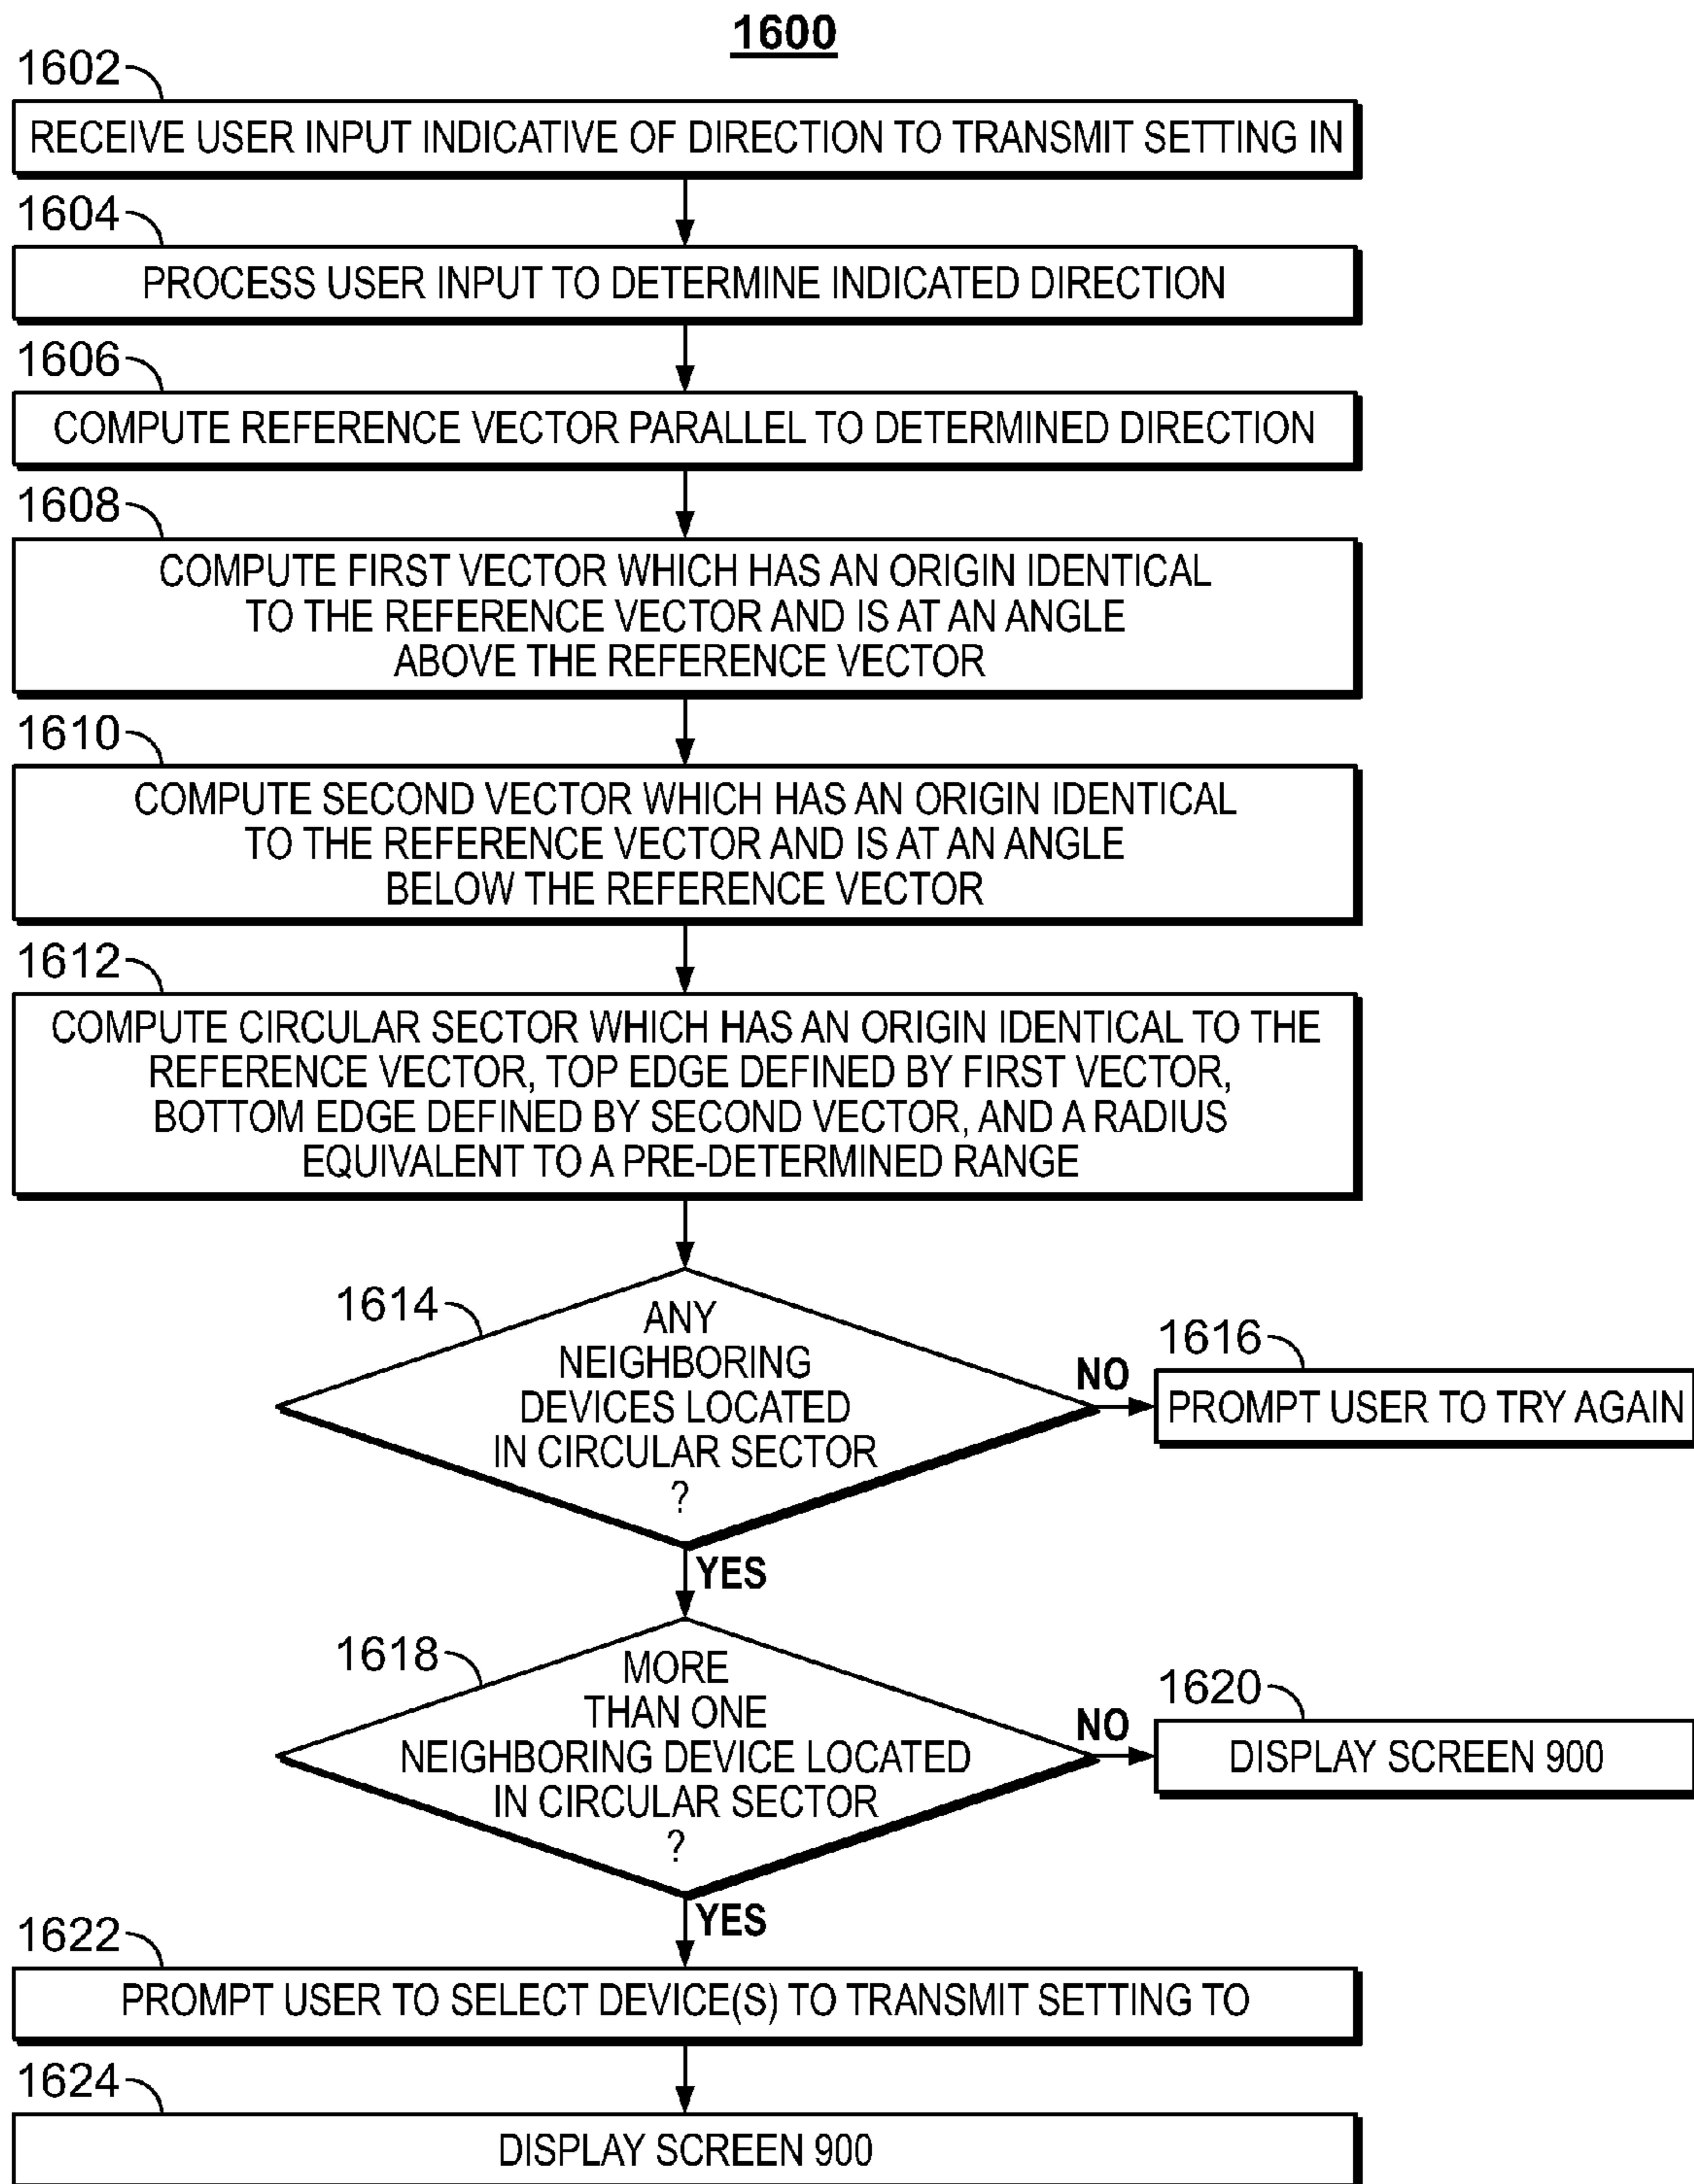 1600
1602
RECEIVE USER INPUT INDICATIVE OF DIRECTION TO TRANSMIT SETTING IN
1604
PROCESS USER INPUT TO DETERMINE INDICATED DIRECTION
1606
COMPUTE REFERENCE VECTOR PARALLEL TO DETERMINED DIRECTION
1608
COMPUTE FIRST VECTOR WHICH HAS AN ORIGIN IDENTICAL
TO THE REFERENCE VECTOR AND IS AT AN ANGLE
ABOVE THE REFERENCE VECTOR
1610
COMPUTE SECOND VECTOR WHICH HAS AN ORIGIN IDENTICAL
TO THE REFERENCE VECTOR AND IS AT AN ANGLE
BELOW THE REFERENCE VECTOR
1612
COMPUTE CIRCULAR SECTOR WHICH HAS AN ORIGIN IDENTICAL TO THE
REFERENCE VECTOR, TOP EDGE DEFINED BY FIRST VECTOR,
BOTTOM EDGE DEFINED BY SECOND VECTOR, AND A RADIUS
EQUIVALENT TO A PRE-DETERMINED RANGE
1614
ANY
NEIGHBORING
DEVICES LOCATED
IN CIRCULAR SECTOR
?
NO
1616
PROMPT USER TO TRY AGAIN
YES
1618
MORE
THAN ONE
NEIGHBORING DEVICE LOCATED
IN CIRCULAR SECTOR
?
NO
1620
DISPLAY SCREEN 900
YES
1622
PROMPT USER TO SELECT DEVICE(S) TO TRANSMIT SETTING TO
1624
DISPLAY SCREEN 900